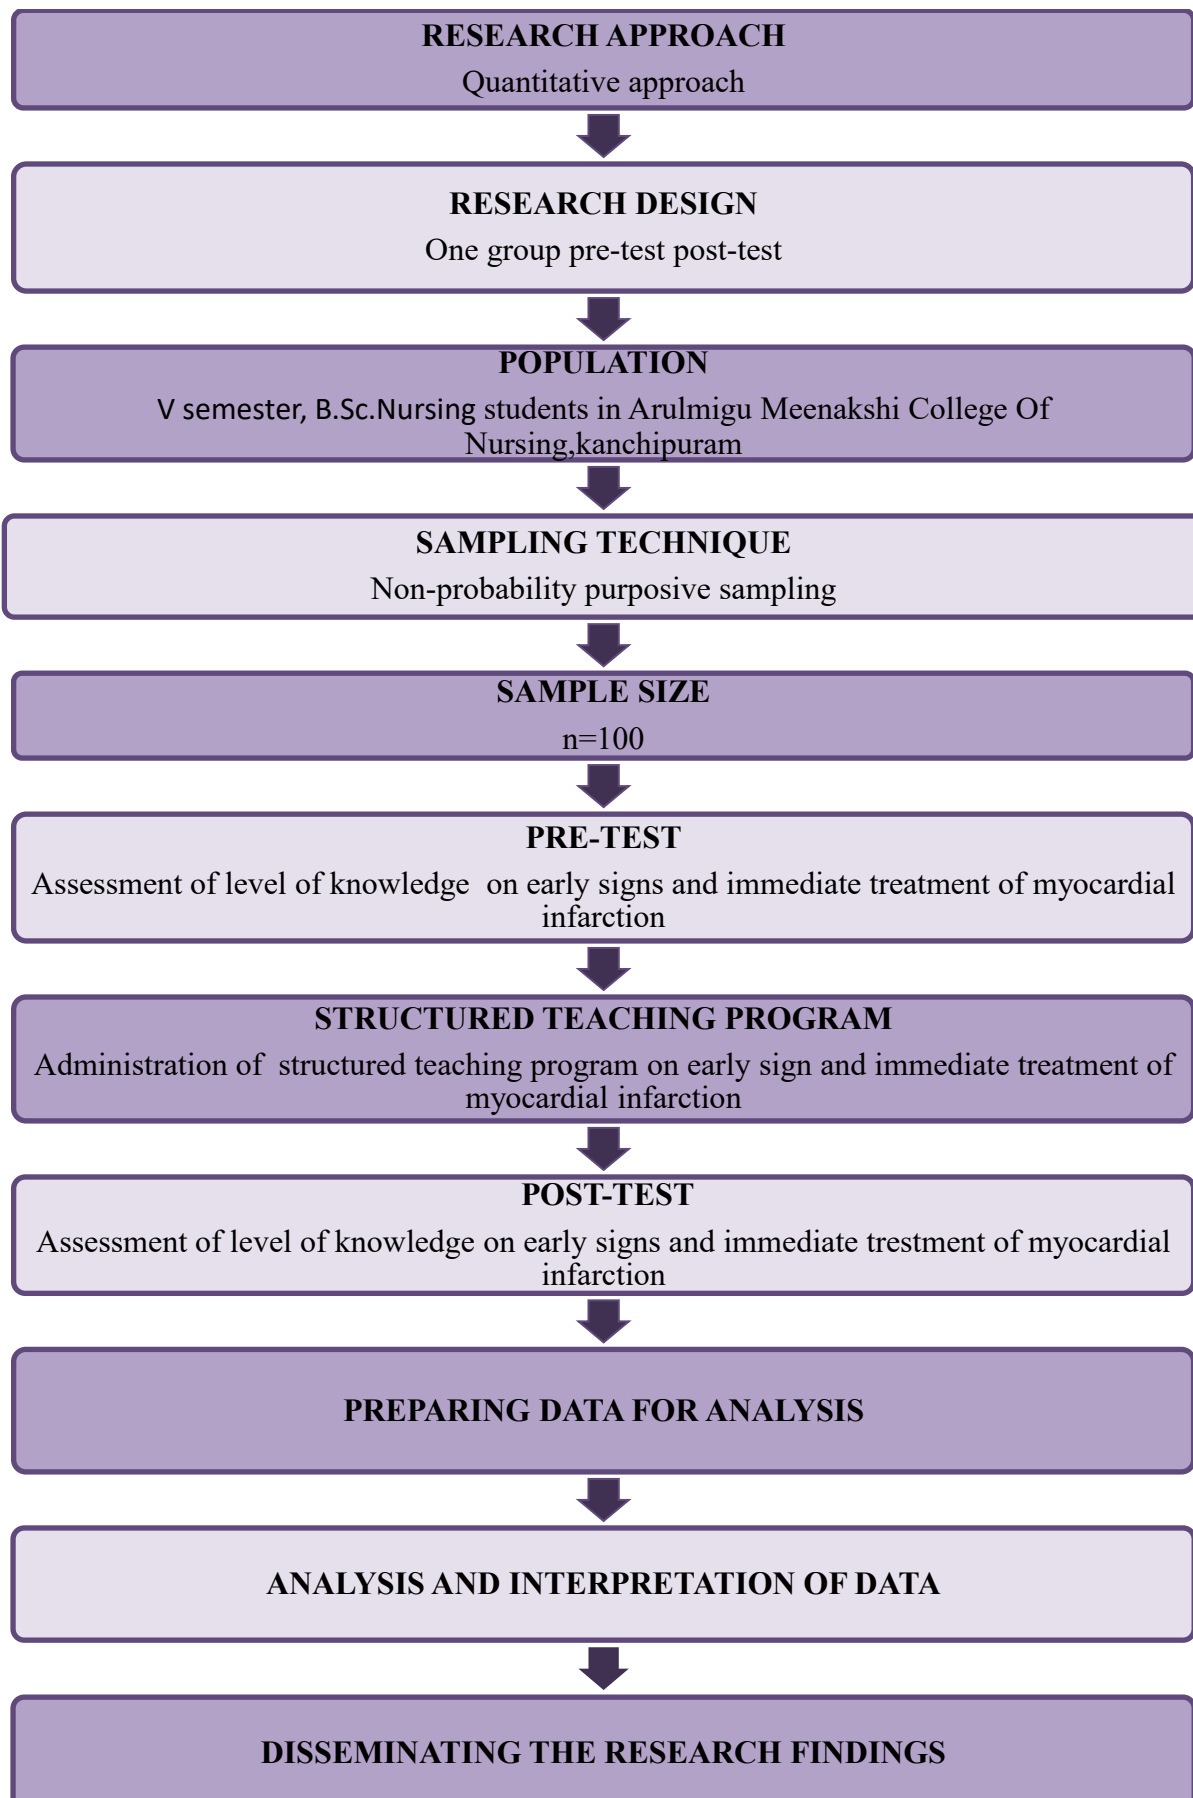 RESEARCH APPROACH
Quantitative approach
RESEARCH DESIGN
One group pre-test post-test
POPULATION
V semester, B.Sc.Nursing students in Arulmigu Meenakshi College Of
Nursing,kanchipuram
SAMPLING TECHNIQUE
Non-probability purposive sampling
SAMPLE SIZE
n=100
PRE-TEST
Assessment of level of knowledge on early signs and immediate treatment of myocardial
infarction
STRUCTURED TEACHING PROGRAM
Administration of structured teaching program on early sign and immediate treatment of
myocardial infarction
POST-TEST
Assessment of level of knowledge on early signs and immediate trestment of myocardial
infarction
PREPARING DATA FOR ANALYSIS
ANALYSIS AND INTERPRETATION OF DATA
DISSEMINATING THE RESEARCH FINDINGS